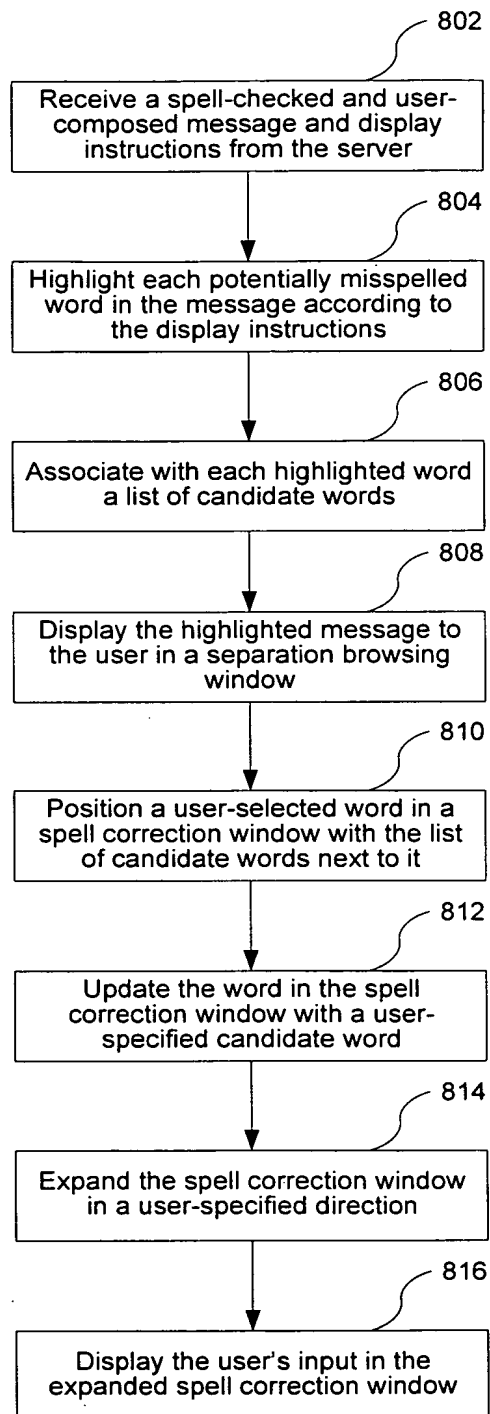 802
Receive a spell-checked and user-
composed message and display
instructions from the server
804
Highlight each potentially misspelled
word in the message according to
the display instructions
806
Associate with each highlighted word
a list of candidate words
808
Display the highlighted message to
the user in a separation browsing
window
810
Position a user-selected word in a
spell correction window with the list
of candidate words next to it
812
Update the word in the spell
correction window with a user-
specified candidate word
814
Expand the spell correction window
in a user-specified direction
816
Display the user's input in the
expanded spell correction window